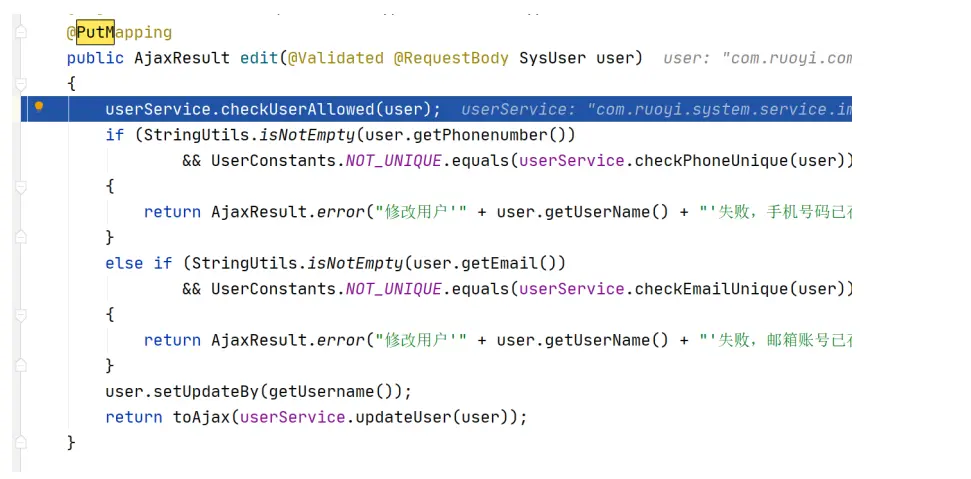 @PutMapping
public AjaxResult edit(@Validated @RequestBody SysUser user) user: "com.ruoyi.com
{
userService.checkUserAllowed(user); userService: "com.ruoyi.system.service.im
if (StringUtils.isNotEmpty(user.getPhonenumber())
&& UserConstants.NOT_UNIQUE.equals(userService.checkPhoneUnique(user))
{
return AjaxResult.error("修改用户'" + user.getUserName() + "'失败，手机号码已存
}
else if (StringUtils.isNotEmpty(user.getEmail())
&& UserConstants.NOT_UNIQUE.equals(userService.checkEmailUnique(user))
{
return AjaxResult.error("修改用户'" + user.getUserName() + "'失败，邮箱账号已存
}
user.setUpdateBy(getUsername());
return toAjax(userService.updateUser(user));
}